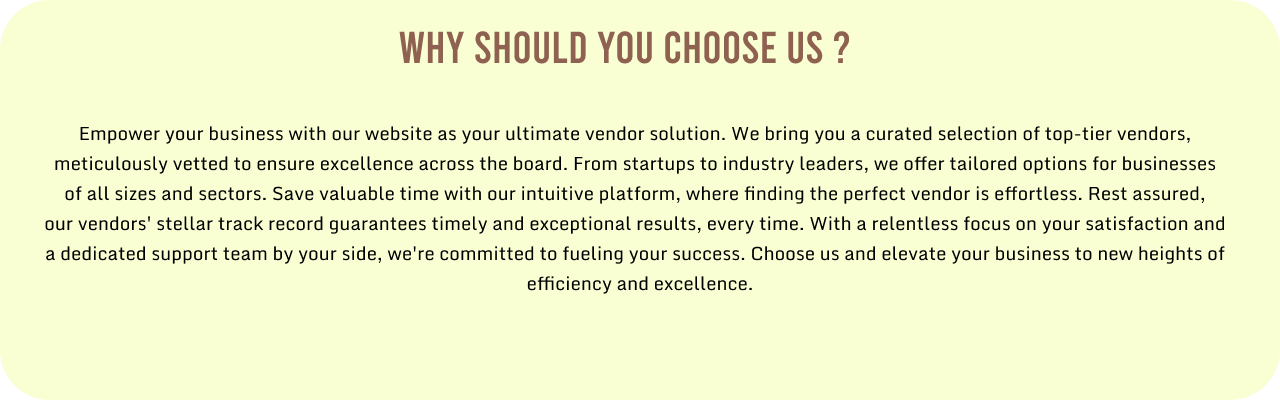 WHY SHOULD YOU CHOOSE US ?
Empower your business with our website as your ultimate vendor solution. We bring you a curated selection of top-tier vendors,
meticulously vetted to ensure excellence across the board. From startups to industry leaders, we offer tailored options for businesses
of all sizes and sectors. Save valuable time with our intuitive platform, where finding the perfect vendor is effortless. Rest assured,
our vendors' stellar track record guarantees timely and exceptional results, every time. With a relentless focus on your satisfaction and
a dedicated support team by your side, we're committed to fueling your success. Choose us and elevate your business to new heights of
efficiency and excellence.